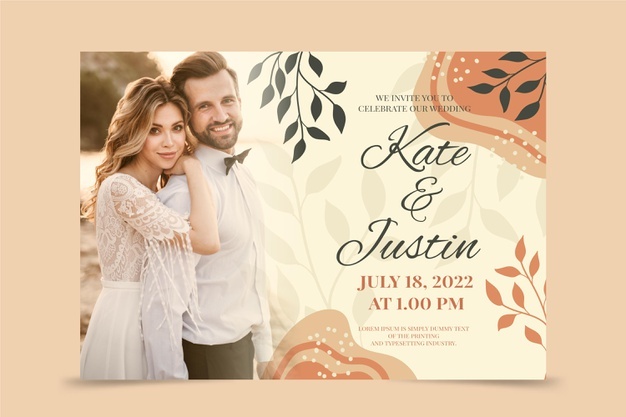 WE INVITE YOU TO
CELEBRATE OUR WEDDING
Kate
&
Justin
JULY 18, 2022
AT 1.00 PM
LOREM IPSUM IS SIMPLY DUMMY TEXT
OF THE PRINTING
AND TYPESETTING INDUSTRY.